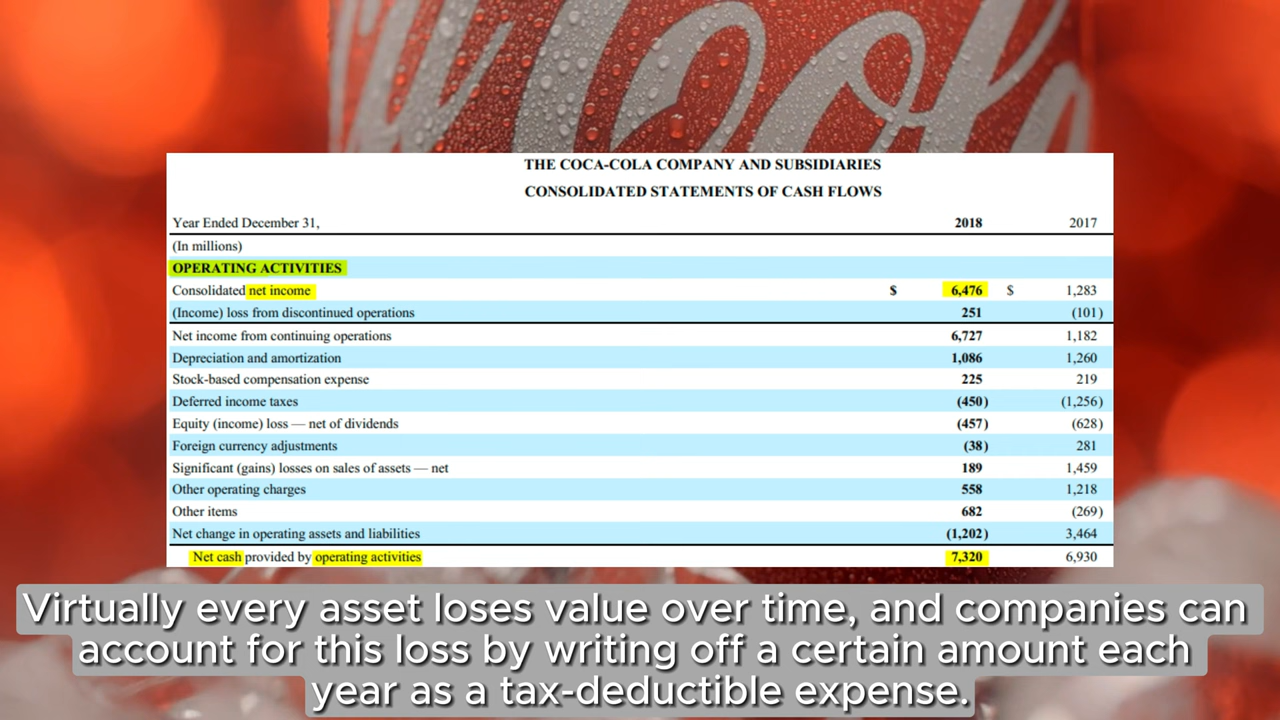 THE COCA-COLA COMPANY AND SUBSIDIARIES
CONSOLIDATED STATEMENTS OF CASH FLOWS
Year Ended December 31, 2018 2017
(In millions)
OPERATING ACTIVITIES
Consolidated net income $ 6,476 $ 1,283
(Income) loss from discontinued operations 251 (101)
Net income from continuing operations 6,727 1,182
Depreciation and amortization 1,086 1,260
Stock-based compensation expense 225 219
Deferred income taxes (450) (1,256)
Equity (income) loss — net of dividends (457) (628)
Foreign currency adjustments (38) 281
Significant (gains) losses on sales of assets — net 189 1,459
Other operating charges 558 1,218
Other items 682 (269)
Net change in operating assets and liabilities (1,202) 3,464
Net cash provided by operating activities 7,320 6,930
Virtually every asset loses value over time, and companies can
account for this loss by writing off a certain amount each
year as a tax-deductible expense.